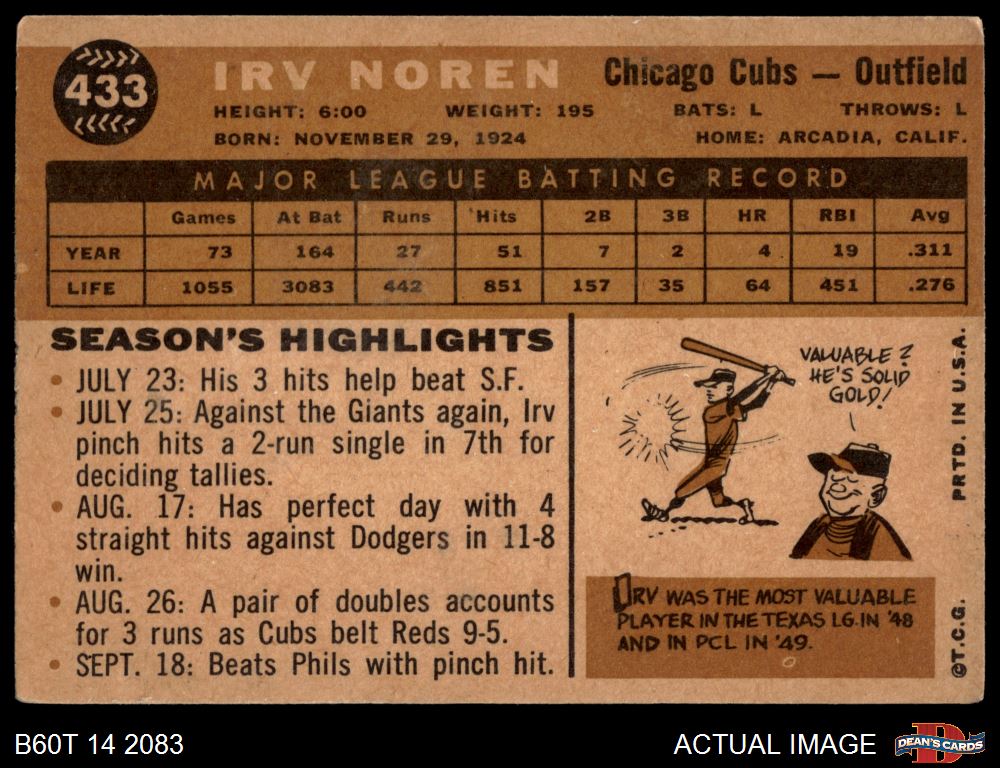 433
IRV NOREN
Chicago Cubs — Outfield
HEIGHT: 6:00 WEIGHT: 195 BATS: L THROWS: L
BORN: NOVEMBER 29, 1924 HOME: ARCADIA, CALIF.
MAJOR LEAGUE BATTING RECORD
Games At Bat Runs Hits 2B 3B HR RBI Avg
YEAR 73 164 27 51 7 2 4 19 .311
LIFE 1055 3083 442 851 157 35 64 451 .276
SEASON'S HIGHLIGHTS
• JULY 23: His 3 hits help beat S.F.
• JULY 25: Against the Giants again, Irv
pinch hits a 2-run single in 7th for
deciding tallies.
• AUG. 17: Has perfect day with 4
straight hits against Dodgers in 11-8
win.
• AUG. 26: A pair of doubles accounts
for 3 runs as Cubs belt Reds 9-5.
• SEPT. 18: Beats Phils with pinch hit.
VALUABLE?
HE'S SOLID
GOLD!
IRV WAS THE MOST VALUABLE
PLAYER IN THE TEXAS LG. IN '48
AND IN PCL IN '49.
©T.C.G. PRTD. IN U.S.A.
B60T 14 2083
ACTUAL IMAGE
D
DEAN'S CARDS